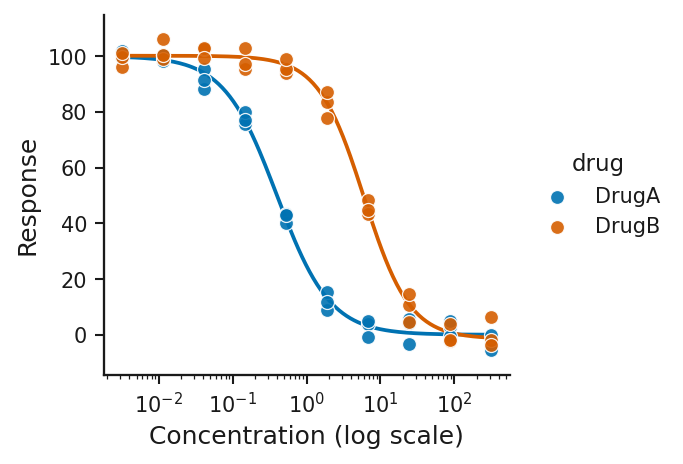 100
80
60
40
20
0
Response
10⁻² 10⁻¹ 10⁰ 10¹ 10²
Concentration (log scale)
drug
DrugA
DrugB